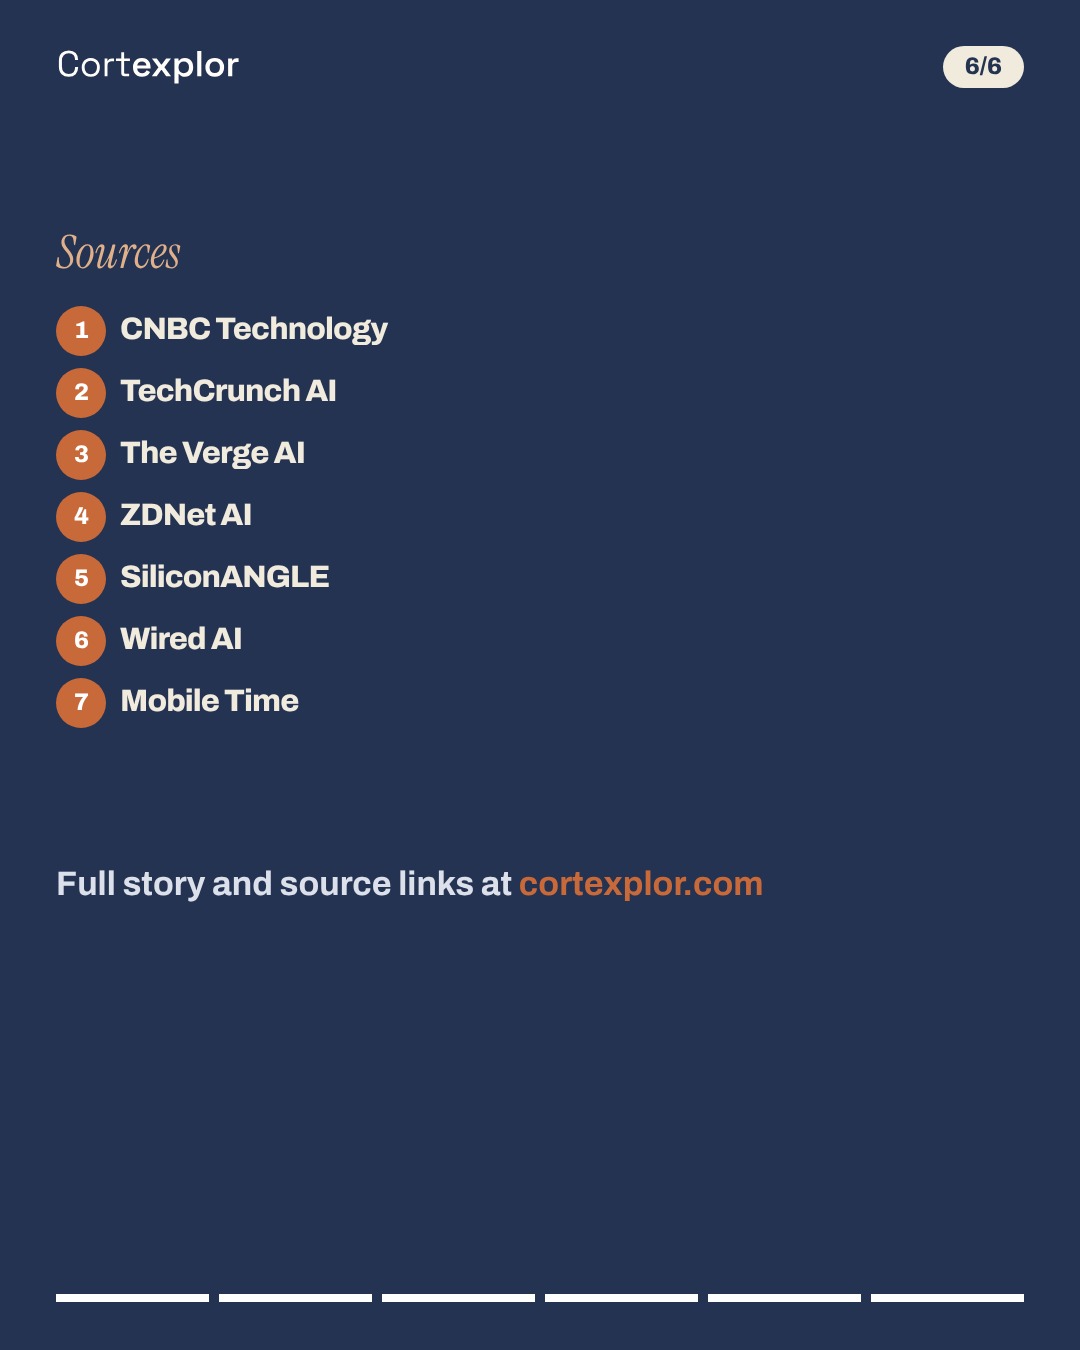 Cortexplor
6/6
Sources
1 CNBC Technology
2 TechCrunch AI
3 The Verge AI
4 ZDNet AI
5 SiliconANGLE
6 Wired AI
7 Mobile Time
Full story and source links at cortexplor.com